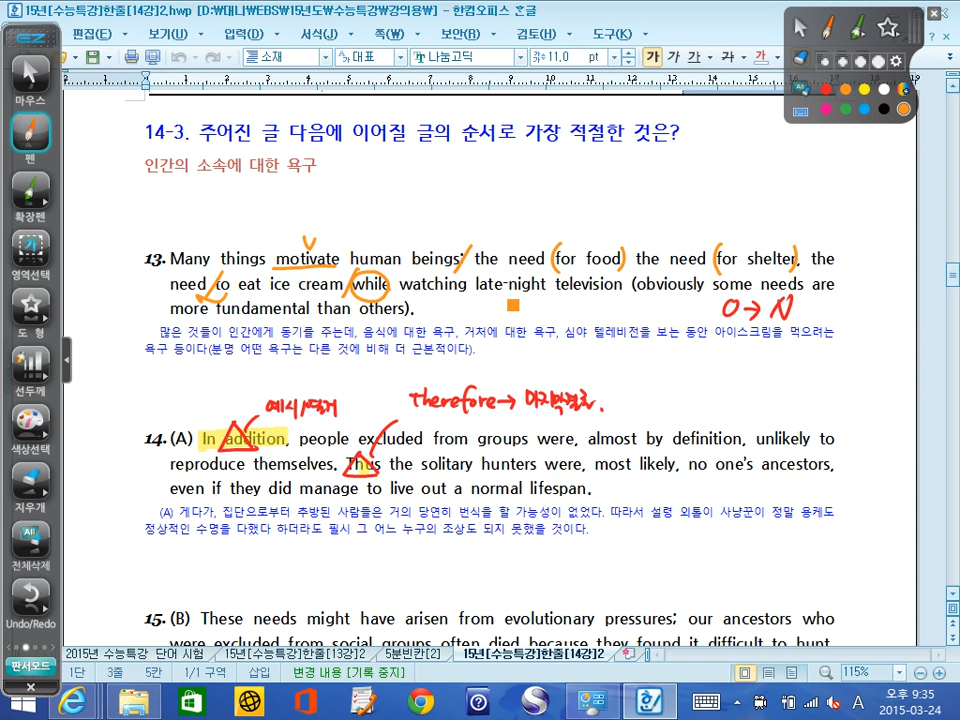 15년[수능특강]한줄[14강]2.hwp [D:₩대니₩EBS₩15년도₩수능특강₩강의용₩] - 한컴오피스 한글
편집(E) 보기(U) 입력(D) 서식(J) 쪽(W) 보안(R) 검토(H) 도구(K)
소재 대표 나눔고딕 11.0 pt 가 가 가 가 가
마우스
펜
확장펜
영역선택
도 형
선두께
색상선택
지우개
전체삭제
Undo/Redo
판서모드
14-3. 주어진 글 다음에 이어질 글의 순서로 가장 적절한 것은?
인간의 소속에 대한 욕구
13. Many things motivate human beings: the need for food, the need for shelter, the
need to eat ice cream while watching late-night television (obviously some needs are
more fundamental than others).
많은 것들이 인간에게 동기를 주는데, 음식에 대한 욕구, 거처에 대한 욕구, 심야 텔레비전을 보는 동안 아이스크림을 먹으려는
욕구 등이다(분명 어떤 욕구는 다른 것에 비해 더 근본적이다).
예시/열거
therefore→ 마지막결과.
14. (A) In addition, people excluded from groups were, almost by definition, unlikely to
reproduce themselves. Thus the solitary hunters were, most likely, no one's ancestors,
even if they did manage to live out a normal lifespan.
(A) 게다가, 집단으로부터 추방된 사람들은 거의 당연히 번식을 할 가능성이 없었다. 따라서 설령 외톨이 사냥꾼이 정말 용케도
정상적인 수명을 다했다 하더라도 필시 그 어느 누구의 조상도 되지 못했을 것이다.
15. (B) These needs might have arisen from evolutionary pressures; our ancestors who
were excluded from social groups often died because they found it difficult to hunt
2015년 수능특강 단어 시험 15년[수능특강]한줄[13강]2 5분빈칸[2] 15년[수능특강]한줄[14강]2
1단 3줄 5칸 1/1 구역 삽입 변경 내용 [기록 중지] 115%
오후 9:35
2015-03-24